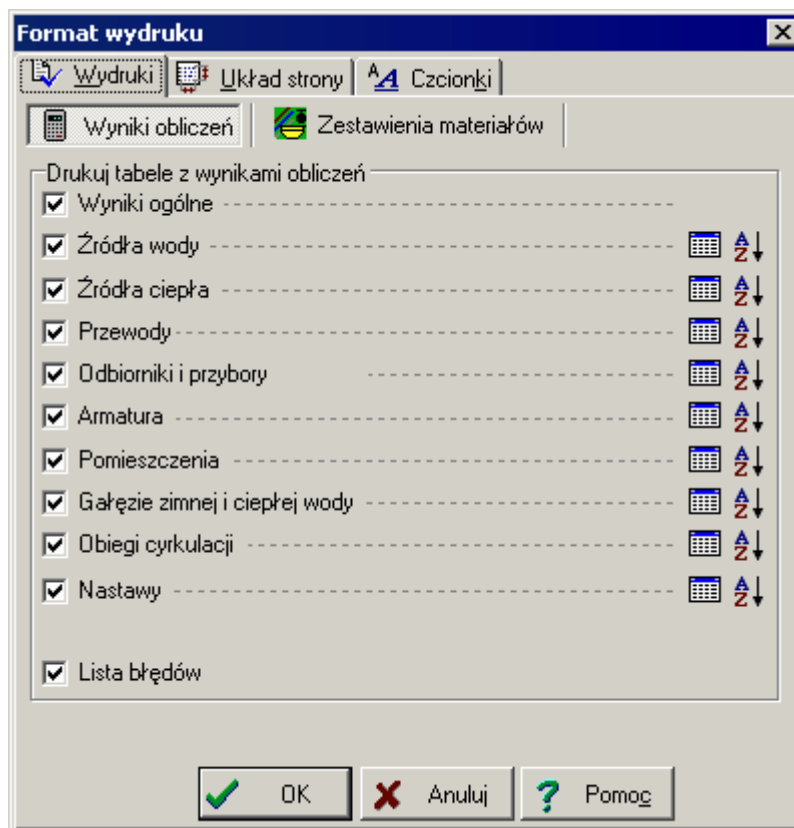 Format wydruku
Wydruki Układ strony Czcionki
Wyniki obliczeń Zestawienia materiałów
Drukuj tabele z wynikami obliczeń
Wyniki ogólne
Źródła wody
Źródła ciepła
Przewody
Odbiorniki i przybory
Armatura
Pomieszczenia
Gałęzie zimnej i ciepłej wody
Obiegi cyrkulacji
Nastawy
Lista błędów
OK Anuluj Pomoc